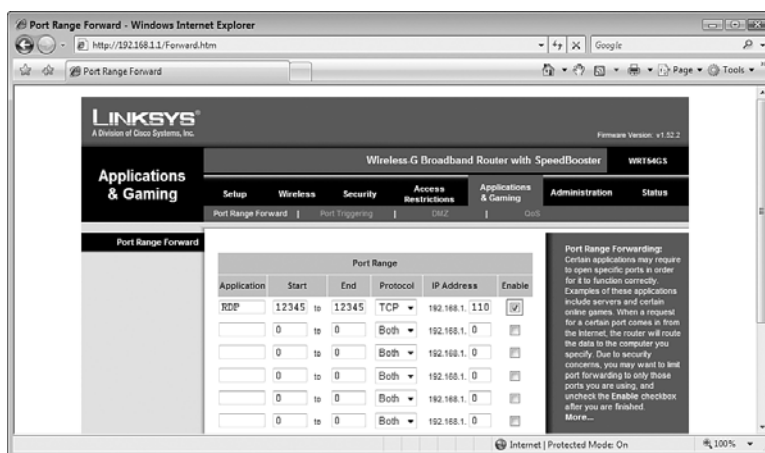 Port Range Forward - Windows Internet Explorer
http://192.168.1.1/Forward.htm
Google
Port Range Forward
Page
Tools
LINKSYS®
A Division of Cisco Systems, Inc.
Firmware Version: v1.52.2
Wireless-G Broadband Router with SpeedBooster WRT54GS
Applications & Gaming
Setup Wireless Security Access Restrictions Applications & Gaming Administration Status
Port Range Forward | Port Triggering | DMZ | QoS
Port Range Forward
Port Range
Application Start End Protocol IP Address Enable
RDP 12345 to 12345 TCP 192.168.1. 110
0 to 0 Both 192.168.1. 0
0 to 0 Both 192.168.1. 0
0 to 0 Both 192.168.1. 0
0 to 0 Both 192.168.1. 0
0 to 0 Both 192.168.1. 0
Port Range Forwarding:
Certain applications may require
to open specific ports in order
for it to function correctly.
Examples of these applications
include servers and certain
online games. When a request
for a certain port comes in from
the Internet, the router will route
the data to the computer you
specify. Due to security
concerns, you may want to limit
port forwarding to only those
ports you are using, and
uncheck the Enable checkbox
after you are finished.
More...
Internet | Protected Mode: On
100%